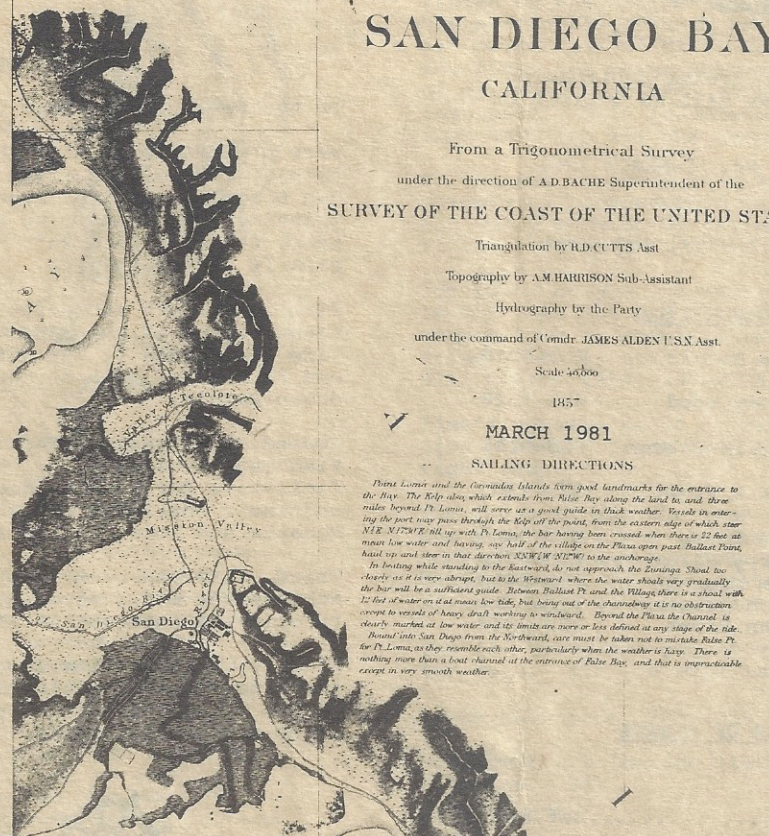 SAN DIEGO BAY
CALIFORNIA
From a Trigonometrical Survey
under the direction of A.D. BACHE Superintendent of the
SURVEY OF THE COAST OF THE UNITED STA
Triangulation by R.D. CUTTS Asst
Topography by A.M. HARRISON Sub-Assistant
Hydrography by the Party
under the command of Comdr. JAMES ALDEN U.S.N. Asst.
Scale 40,000
1857
MARCH 1981
SAILING DIRECTIONS
Point Loma and the Coronados Islands form good landmarks for the entrance to
the Bay. The Kelp also, which extends from False Bay along the land to, and three
miles beyond Pt. Loma, will serve as a good guide in thick weather. Vessels in enter-
ing the port may pass through the Kelp off the point, from the eastern edge of which steer
till up with Pt. Loma, the bar having been crossed when there is 22 feet at
mean low water and having, say half of the village on the Plaza open past Ballast Point,
haul up and steer in that direction to the anchorage.
In beating while standing to the Eastward, do not approach the Zuninga Shoal too
closely as it is very abrupt, but to the Westward where the water shoals very gradually
the bar will be a sufficient guide. Between Ballast Pt. and the Village, there is a shoal with
12 feet of water on it at mean low tide, but being out of the channelway it is no obstruction
except to vessels of heavy draft working to windward. Beyond the Plaza the Channel is
clearly marked at low water and its limits are more or less defined at any stage of the tide.
Bound into San Diego from the Northward, care must be taken not to mistake False Pt.
for Pt. Loma, as they resemble each other, particularly when the weather is hazy. There is
nothing more than a boat channel at the entrance of False Bay, and that is impracticable
except in very smooth weather.
Valley of Tecolote
Mission Valley
San Diego River
San Diego